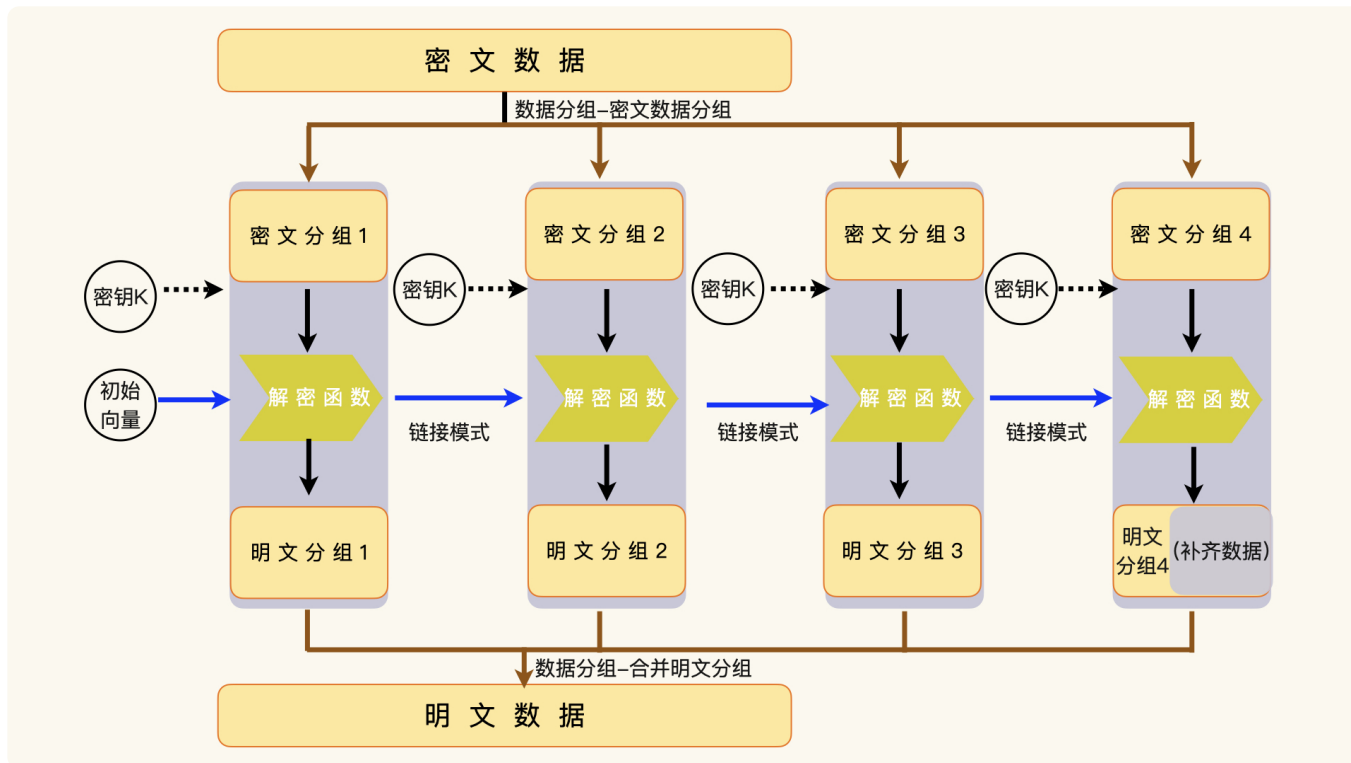 密文数据
数据分组-密文数据分组
密文分组1
密文分组2
密文分组3
密文分组4
密钥K
密钥K
密钥K
密钥K
初始
向量
解密函数
解密函数
解密函数
解密函数
链接模式
链接模式
链接模式
明文分组1
明文分组2
明文分组3
明文
分组4
(补齐数据)
数据分组-合并明文分组
明文数据